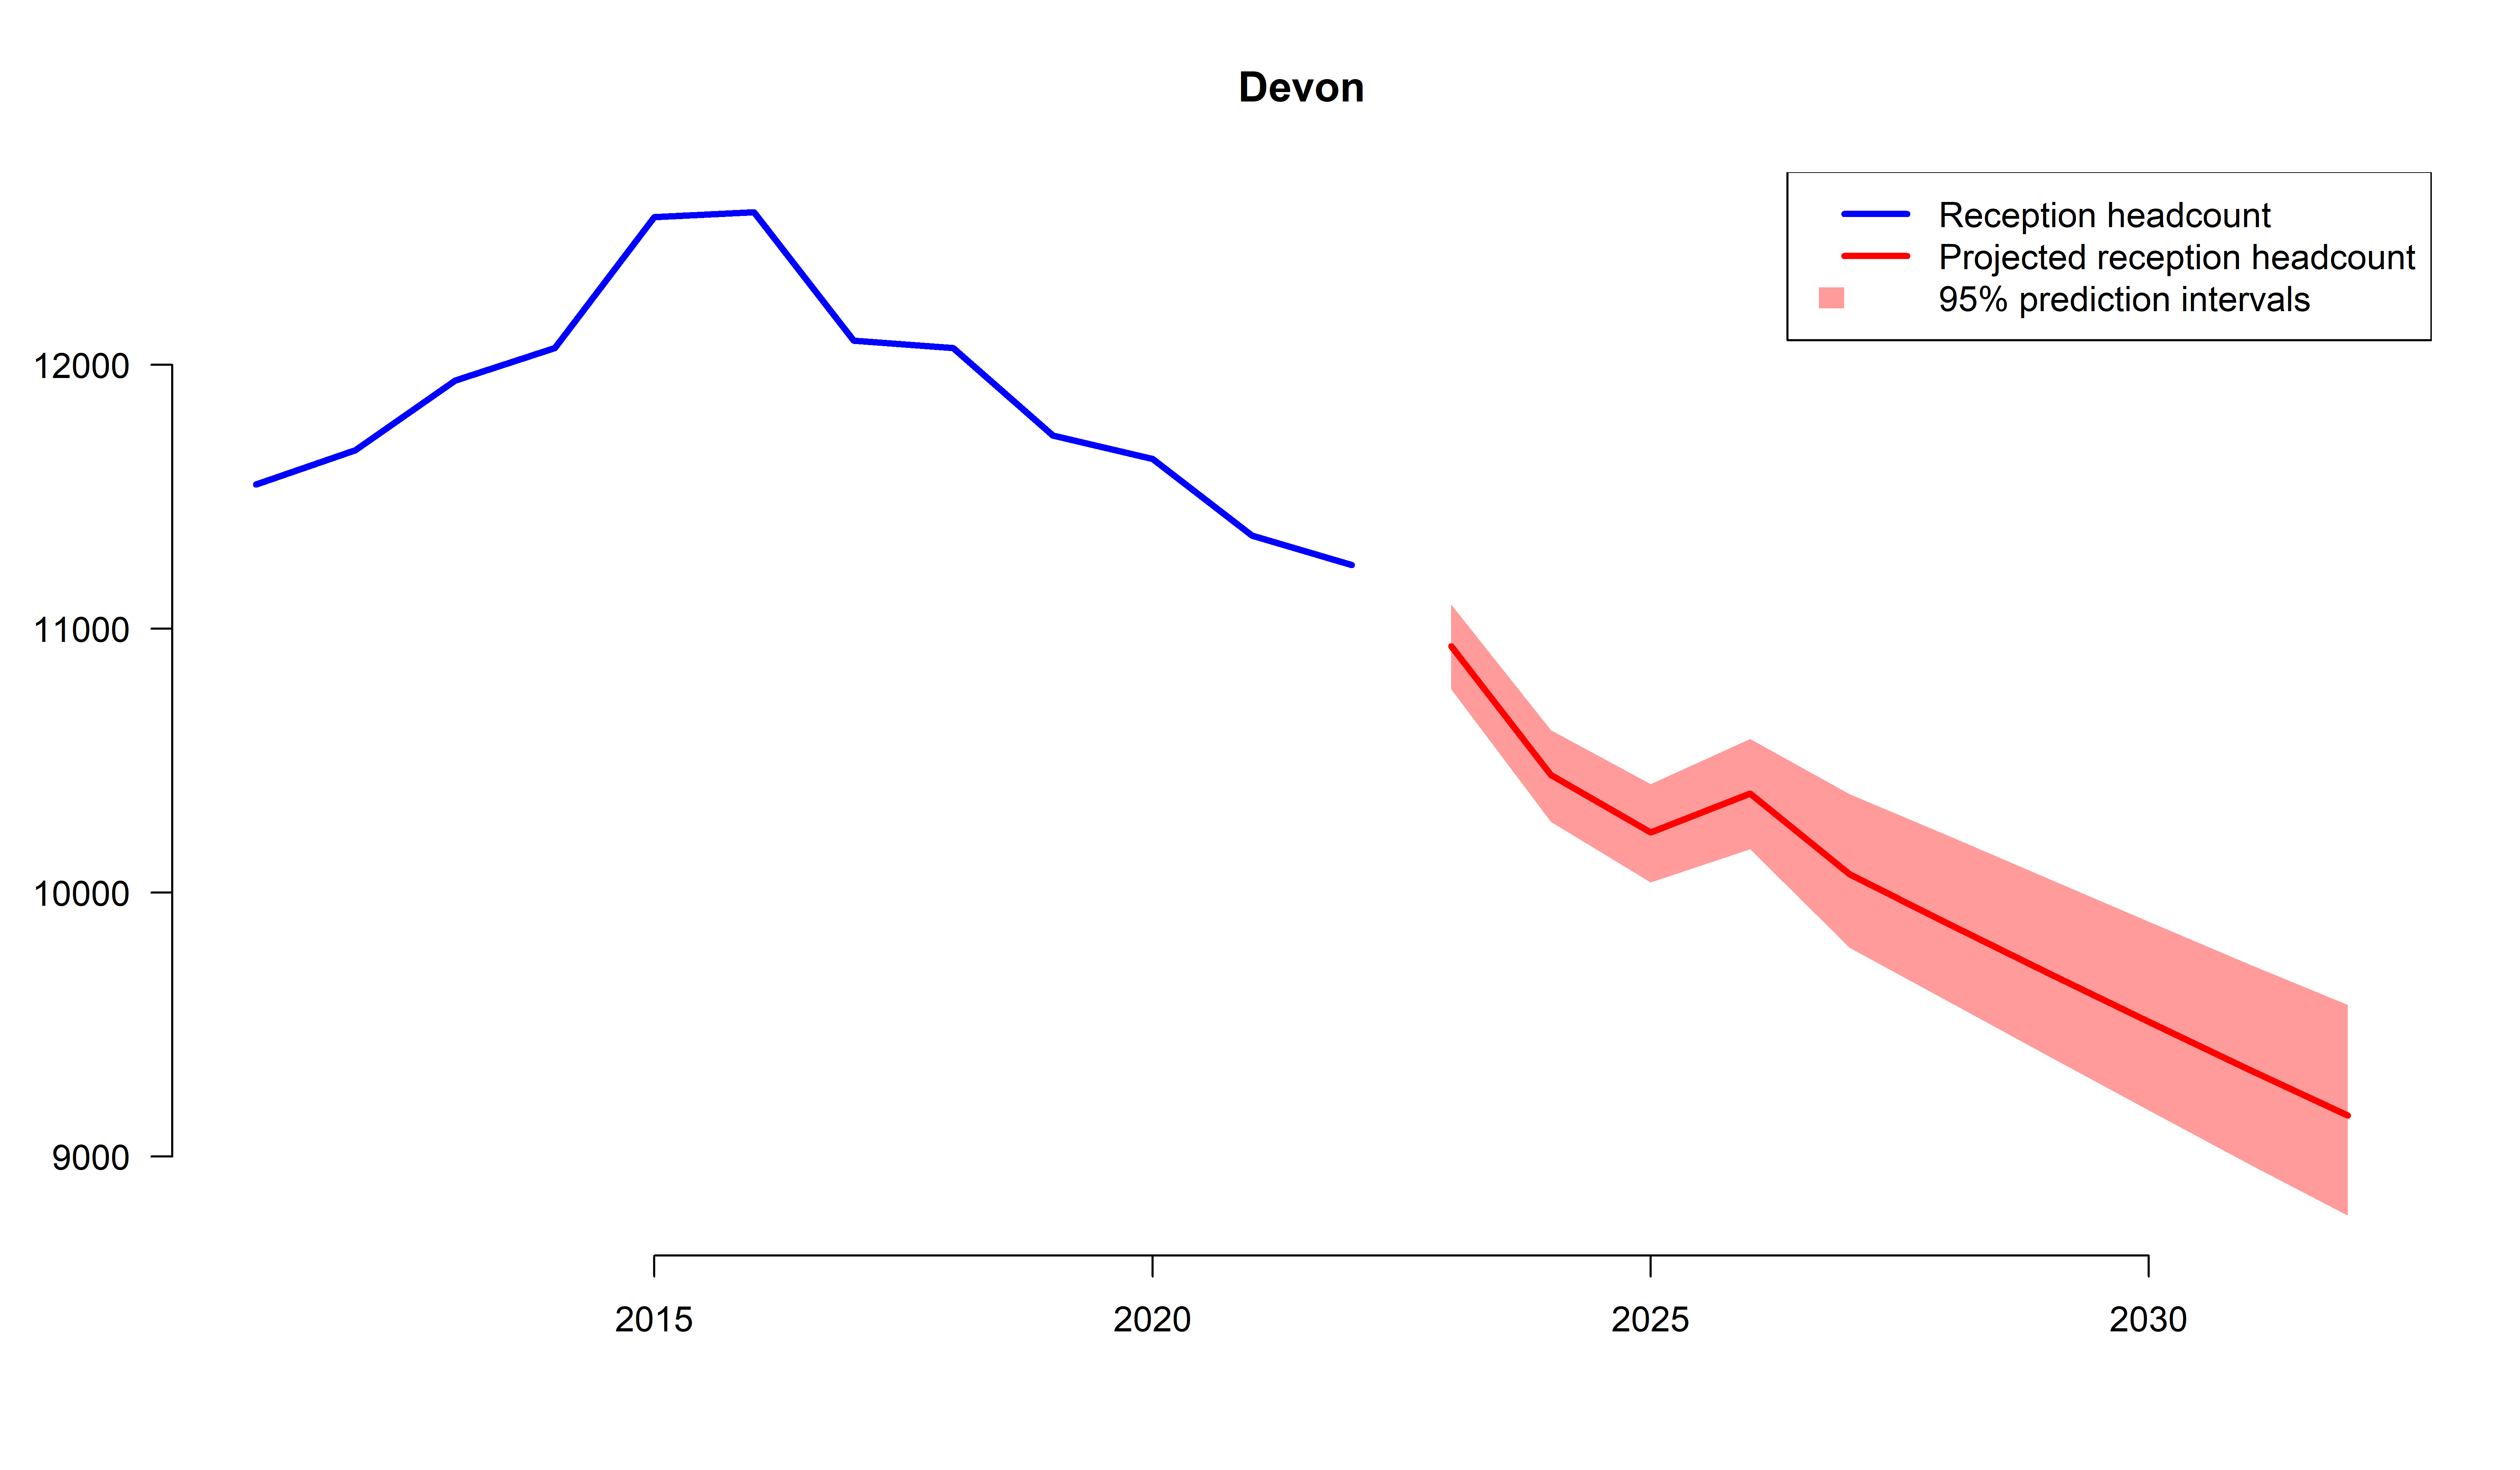 Devon
Reception headcount
Projected reception headcount
95% prediction intervals
12000
11000
10000
9000
2015 2020 2025 2030